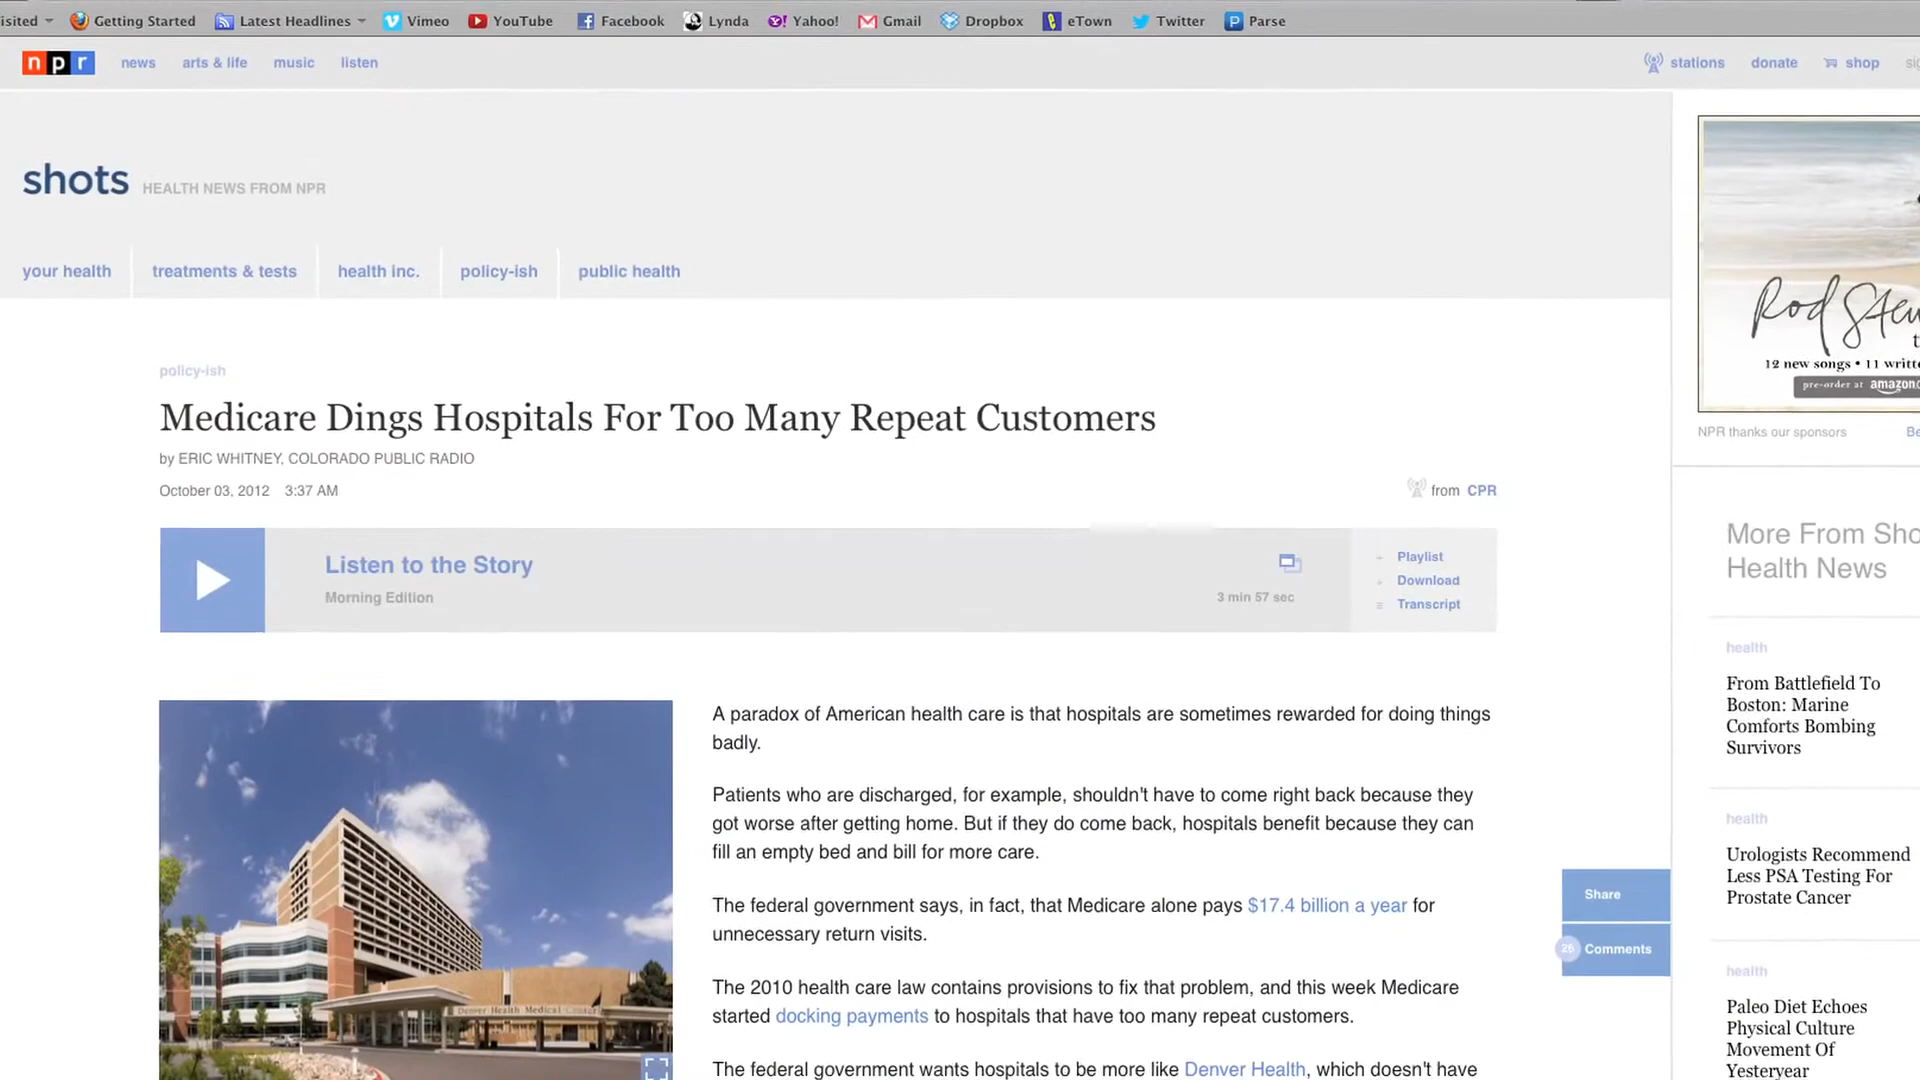 Getting Started Latest Headlines Vimeo YouTube Facebook Lynda Yahoo! Gmail Dropbox eTown Twitter Parse
npr news arts & life music listen stations donate shop
shots HEALTH NEWS FROM NPR
your health treatments & tests health inc. policy-ish public health
policy-ish
Medicare Dings Hospitals For Too Many Repeat Customers
by ERIC WHITNEY, COLORADO PUBLIC RADIO
October 03, 2012 3:37 AM
from CPR
Listen to the Story
Morning Edition
3 min 57 sec
Playlist
Download
Transcript
A paradox of American health care is that hospitals are sometimes rewarded for doing things
badly.
Patients who are discharged, for example, shouldn't have to come right back because they
got worse after getting home. But if they do come back, hospitals benefit because they can
fill an empty bed and bill for more care.
The federal government says, in fact, that Medicare alone pays $17.4 billion a year for
unnecessary return visits.
The 2010 health care law contains provisions to fix that problem, and this week Medicare
started docking payments to hospitals that have too many repeat customers.
The federal government wants hospitals to be more like Denver Health, which doesn't have
Denver Health Medical Center
Share
26 Comments
Rod
12 new songs • 11
pre-order at amazon
NPR thanks our sponsors
More From
Health News
health
From Battlefield To
Boston: Marine
Comforts Bombing
Survivors
health
Urologists Recommend
Less PSA Testing For
Prostate Cancer
health
Paleo Diet Echoes
Physical Culture
Movement Of
Yesteryear